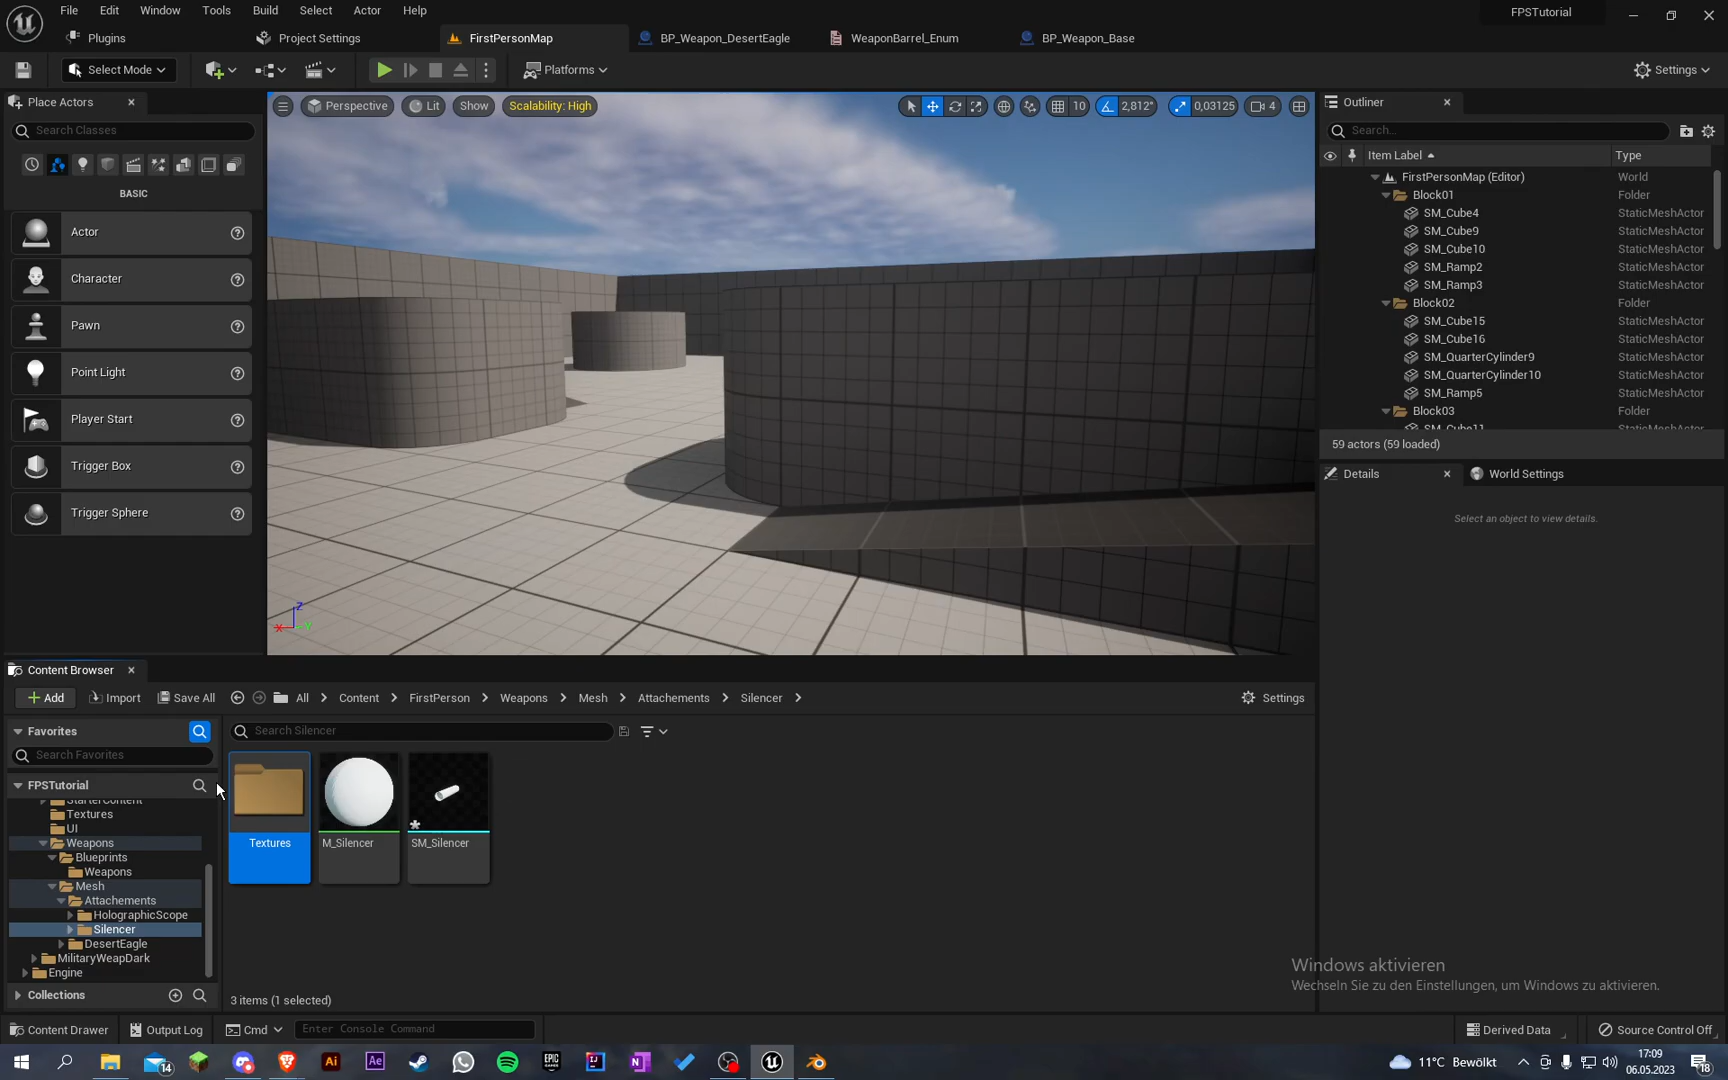 File Edit Window Tools Build Select Actor Help
FPSTutorial
Plugins
Project Settings
FirstPersonMap
BP_Weapon_DesertEagle
WeaponBarrel_Enum
BP_Weapon_Base
Select Mode
Platforms
Settings
Place Actors
Search Classes
BASIC
Actor
Character
Pawn
Point Light
Player Start
Trigger Box
Trigger Sphere
Perspective
Lit
Show
Scalability: High
10
2,812°
0,03125
4
Z
X
Y
Outliner
Search...
Item Label
Type
FirstPersonMap (Editor) World
Block01 Folder
SM_Cube4 StaticMeshActor
SM_Cube9 StaticMeshActor
SM_Cube10 StaticMeshActor
SM_Ramp2 StaticMeshActor
SM_Ramp3 StaticMeshActor
Block02 Folder
SM_Cube15 StaticMeshActor
SM_Cube16 StaticMeshActor
SM_QuarterCylinder9 StaticMeshActor
SM_QuarterCylinder10 StaticMeshActor
SM_Ramp5 StaticMeshActor
Block03 Folder
SM_Cube11 StaticMeshActor
59 actors (59 loaded)
Details
World Settings
Select an object to view details.
Content Browser
Add
Import
Save All
All Content FirstPerson Weapons Mesh Attachements Silencer
Settings
Favorites
Search Favorites
FPSTutorial
StarterContent
Textures
UI
Weapons
Blueprints
Weapons
Mesh
Attachements
HolographicScope
Silencer
DesertEagle
MilitaryWeapDark
Engine
Collections
Search Silencer
Textures
M_Silencer
SM_Silencer
3 items (1 selected)
Windows aktivieren
Wechseln Sie zu den Einstellungen, um Windows zu aktivieren.
Content Drawer
Output Log
Cmd
Enter Console Command
Derived Data
Source Control Off
14
Ai
Ae
EPIC
GAMES
IJ
N
11°C Bewölkt
17:09
06.05.2023
18